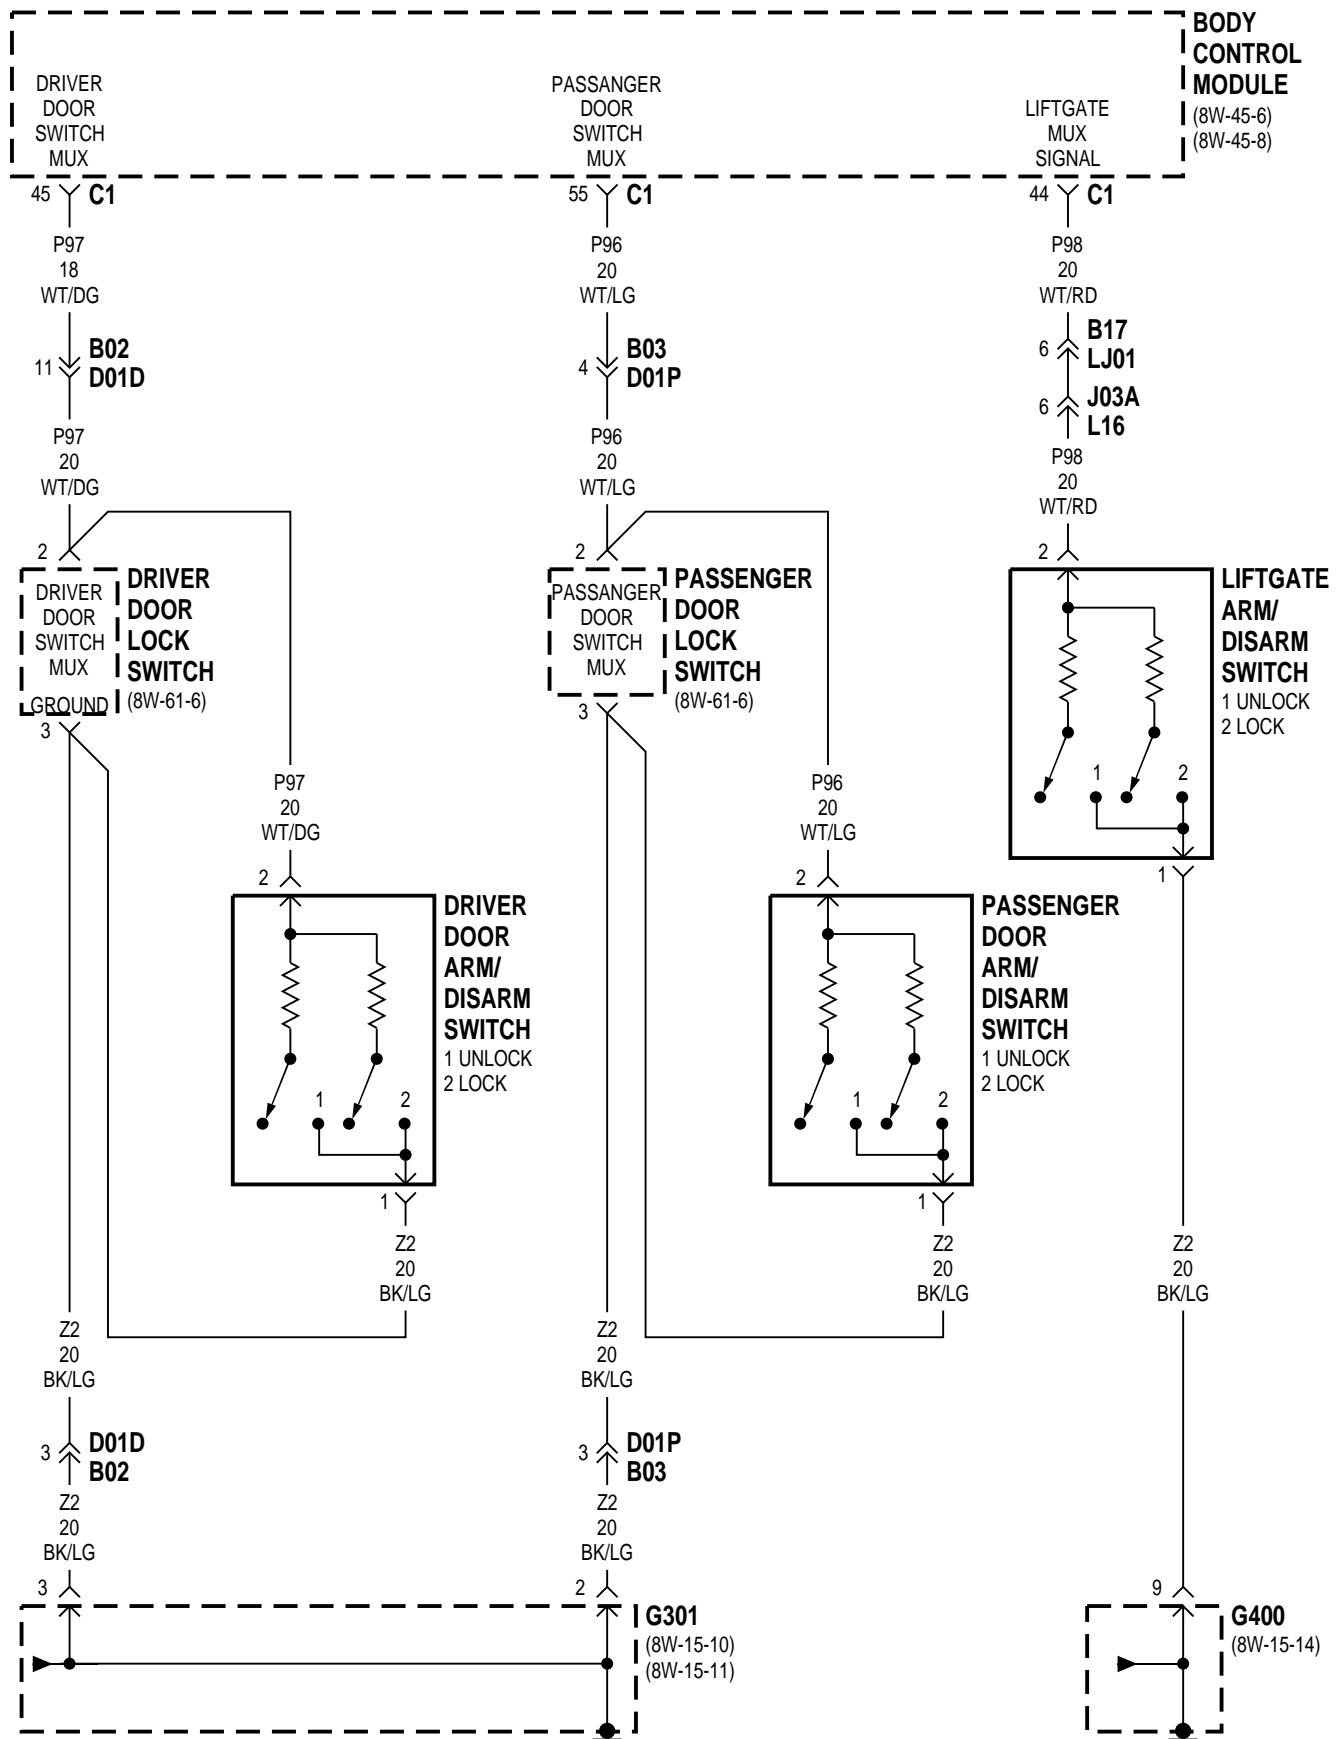 BODY
CONTROL
MODULE
(8W-45-6)
(8W-45-8)
DRIVER
DOOR
SWITCH
MUX
PASSANGER
DOOR
SWITCH
MUX
LIFTGATE
MUX
SIGNAL
45 C1
55 C1
44 C1
P97
18
WT/DG
P96
20
WT/LG
P98
20
WT/RD
11
B02
D01D
4
B03
D01P
6
B17
LJ01
6
J03A
L16
P97
20
WT/DG
P96
20
WT/LG
P98
20
WT/RD
2
DRIVER
DOOR
SWITCH
MUX
GROUND
3
DRIVER
DOOR
LOCK
SWITCH
(8W-61-6)
2
PASSANGER
DOOR
SWITCH
MUX
3
PASSENGER
DOOR
LOCK
SWITCH
(8W-61-6)
2
1
2
1
LIFTGATE
ARM/
DISARM
SWITCH
1 UNLOCK
2 LOCK
P97
20
WT/DG
P96
20
WT/LG
2
1
2
1
DRIVER
DOOR
ARM/
DISARM
SWITCH
1 UNLOCK
2 LOCK
2
1
2
1
PASSENGER
DOOR
ARM/
DISARM
SWITCH
1 UNLOCK
2 LOCK
Z2
20
BK/LG
Z2
20
BK/LG
Z2
20
BK/LG
Z2
20
BK/LG
Z2
20
BK/LG
3
D01D
B02
3
D01P
B03
Z2
20
BK/LG
Z2
20
BK/LG
3
2
9
G301
(8W-15-10)
(8W-15-11)
G400
(8W-15-14)